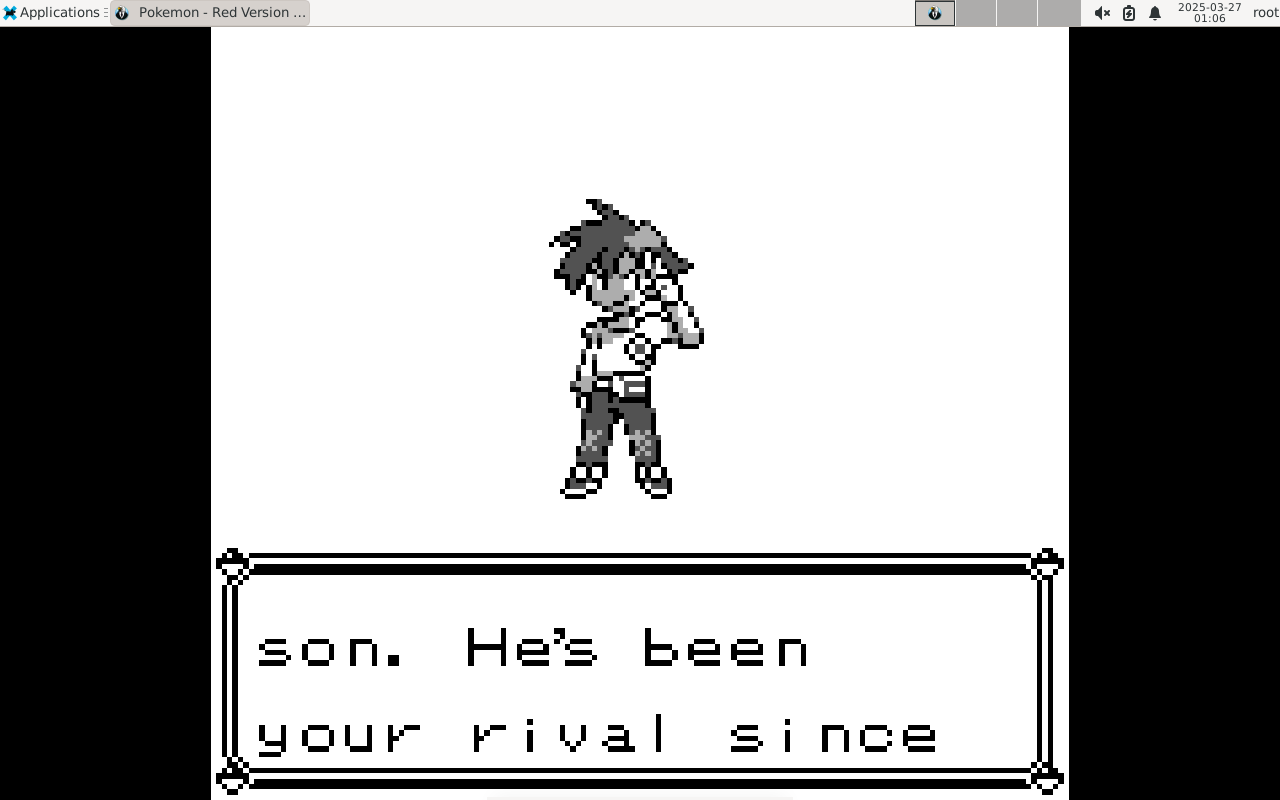 Applications
Pokemon - Red Version ...
2025-03-27
01:06
root
son. He's been
your rival since